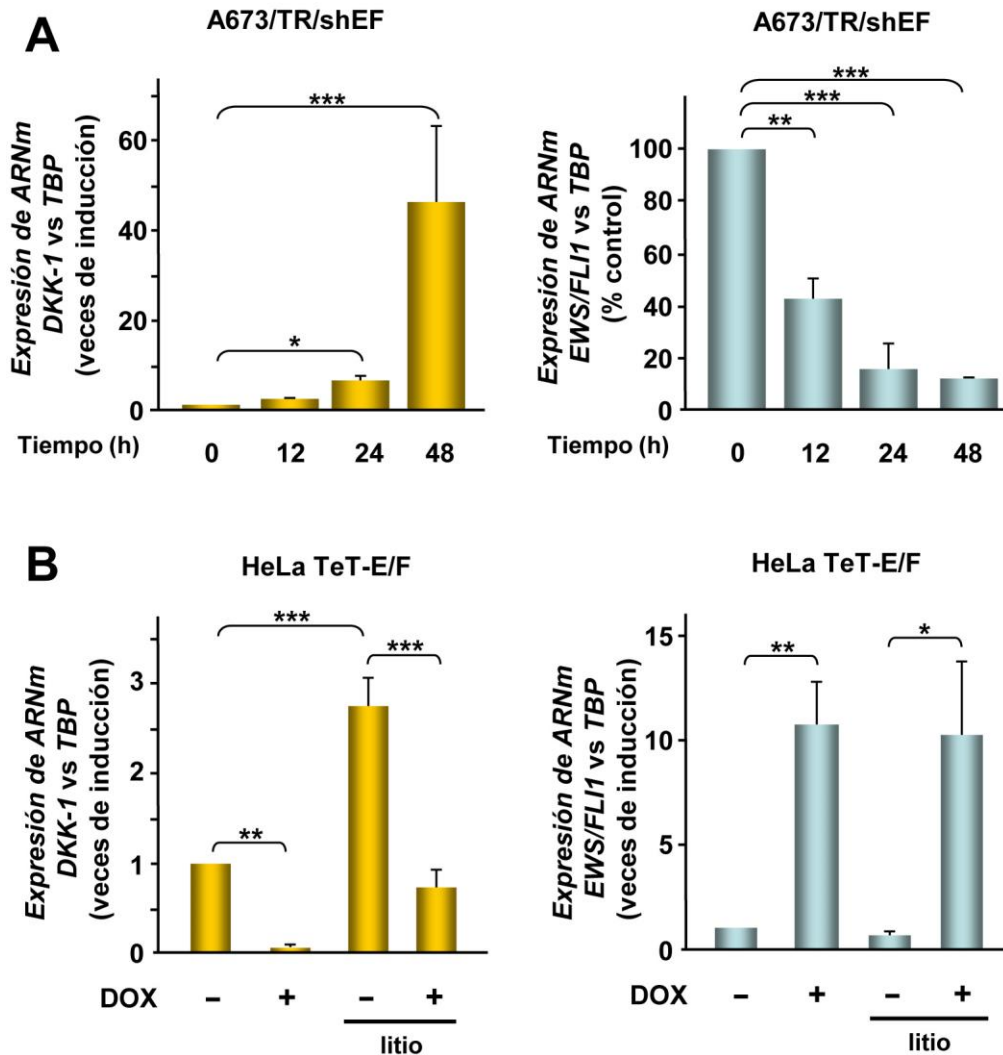 A
A673/TR/shEF
Expresión de ARNm
DKK-1 vs TBP
(veces de inducción)
60
40
20
0
***
*
Tiempo (h)
0 12 24 48
A673/TR/shEF
Expresión de ARNm
EWS/FLI1 vs TBP
(% control)
100
80
60
40
20
0
***
***
**
Tiempo (h)
0 12 24 48
B
HeLa TeT-E/F
Expresión de ARNm
DKK-1 vs TBP
(veces de inducción)
3
2
1
0
***
***
**
DOX – + – +
litio
HeLa TeT-E/F
Expresión de ARNm
EWS/FLI1 vs TBP
(veces de inducción)
15
10
5
0
**
*
DOX – + – +
litio